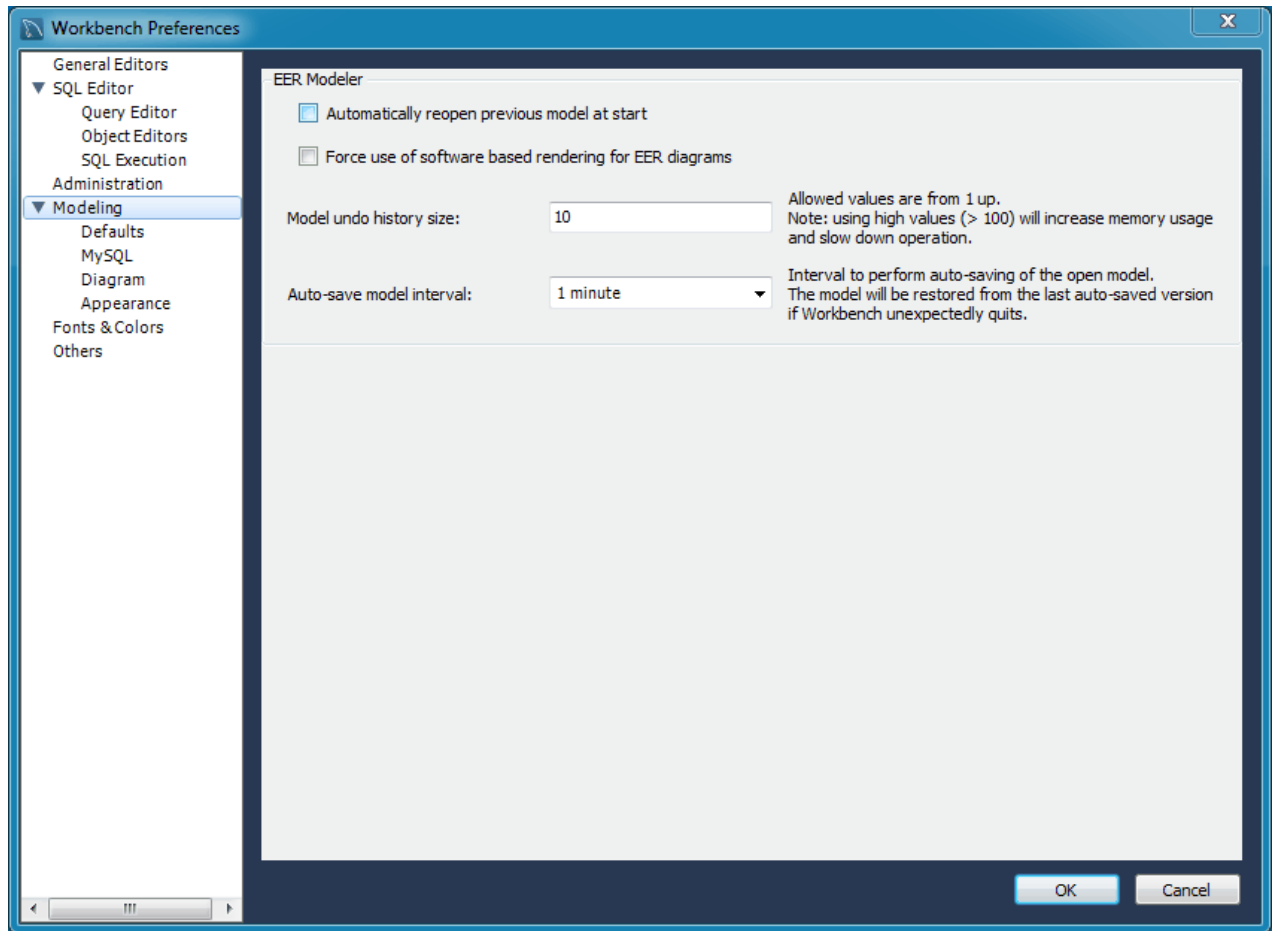 Workbench Preferences
General Editors
SQL Editor
Query Editor
Object Editors
SQL Execution
Administration
Modeling
Defaults
MySQL
Diagram
Appearance
Fonts & Colors
Others
EER Modeler
Automatically reopen previous model at start
Force use of software based rendering for EER diagrams
Model undo history size:
10
Allowed values are from 1 up.
Note: using high values (> 100) will increase memory usage
and slow down operation.
Auto-save model interval:
1 minute
Interval to perform auto-saving of the open model.
The model will be restored from the last auto-saved version
if Workbench unexpectedly quits.
OK
Cancel